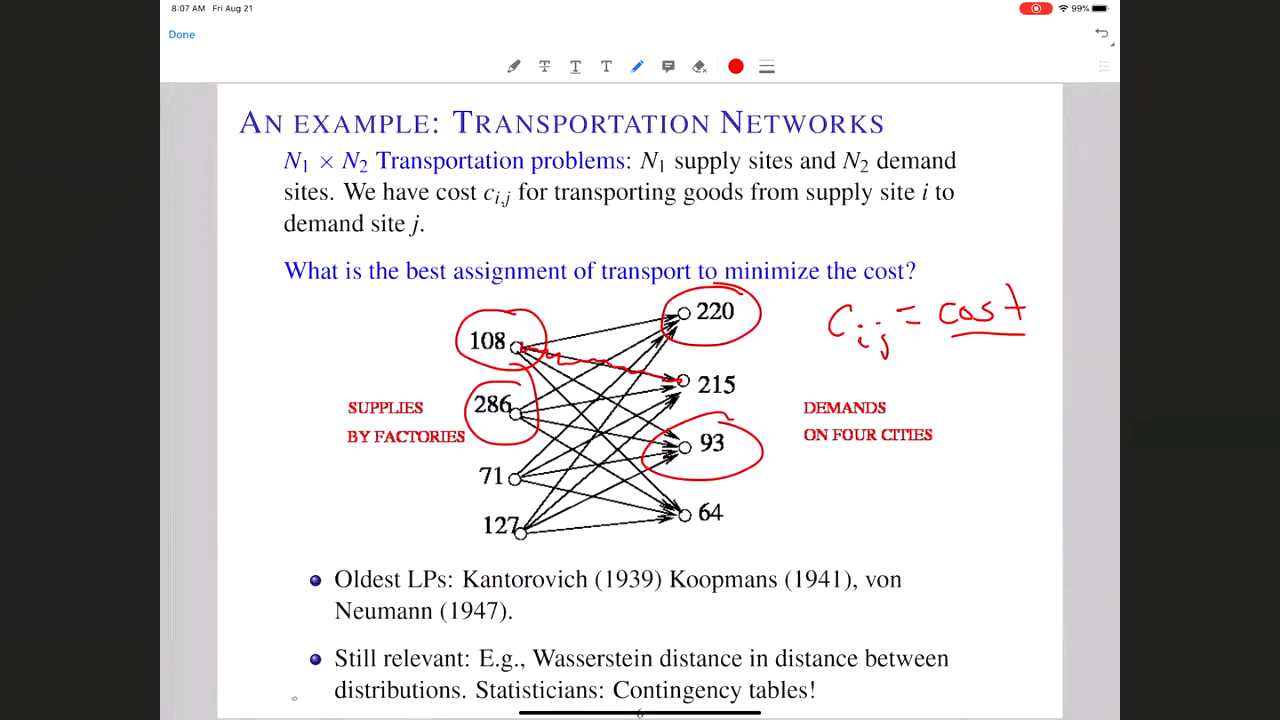 8:07 AM Fri Aug 21
99%
Done
AN EXAMPLE: TRANSPORTATION NETWORKS
N₁ × N₂ Transportation problems: N₁ supply sites and N₂ demand
sites. We have cost cᵢ,ⱼ for transporting goods from supply site i to
demand site j.
What is the best assignment of transport to minimize the cost?
220
Cᵢⱼ = cost
108
215
286
SUPPLIES
BY FACTORIES
DEMANDS
ON FOUR CITIES
93
71
64
127
Oldest LPs: Kantorovich (1939) Koopmans (1941), von
Neumann (1947).
Still relevant: E.g., Wasserstein distance in distance between
distributions. Statisticians: Contingency tables!
6